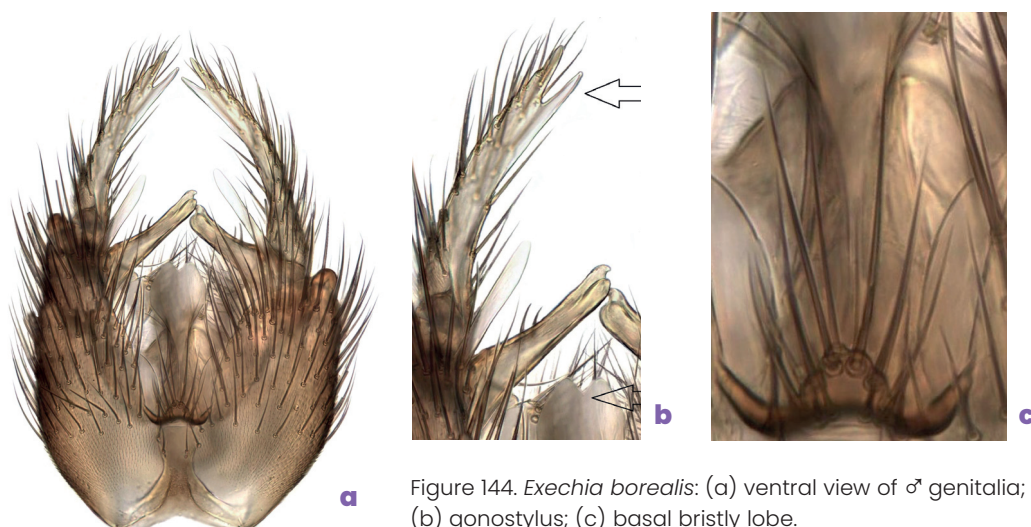 a
b
c
Figure 144. Exechia borealis: (a) ventral view of ♂ genitalia;
(b) gonostylus; (c) basal bristly lobe.